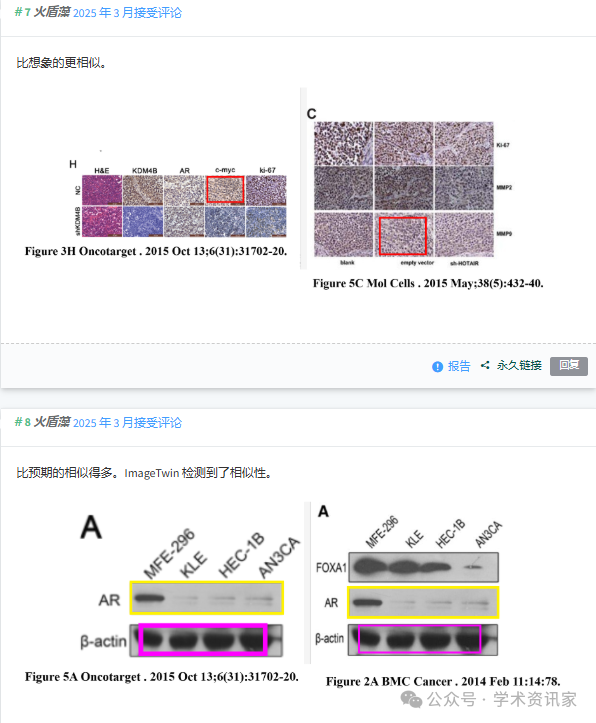 #7 火盾藻 2025 年 3 月接受评论
比想象的更相似。
H
H&E KDM4B AR c-myc ki-67
NC
shKDM4B
Figure 3H Oncotarget . 2015 Oct 13;6(31):31702-20.
C
Ki-67
MMP2
MMP9
blank empty vector sh-HOTAIR
Figure 5C Mol Cells . 2015 May;38(5):432-40.
报告 永久链接 回复
#8 火盾藻 2025 年 3 月接受评论
比预期的相似得多。ImageTwin 检测到了相似性。
A
MFE-296 KLE HEC-1B AN3CA
AR
β-actin
Figure 5A Oncotarget . 2015 Oct 13;6(31):31702-20.
A
MFE-296 KLE HEC-1B AN3CA
FOXA1
AR
β-actin
Figure 2A BMC Cancer . 2014 Feb 11:14:78.
公众号 · 学术资讯家